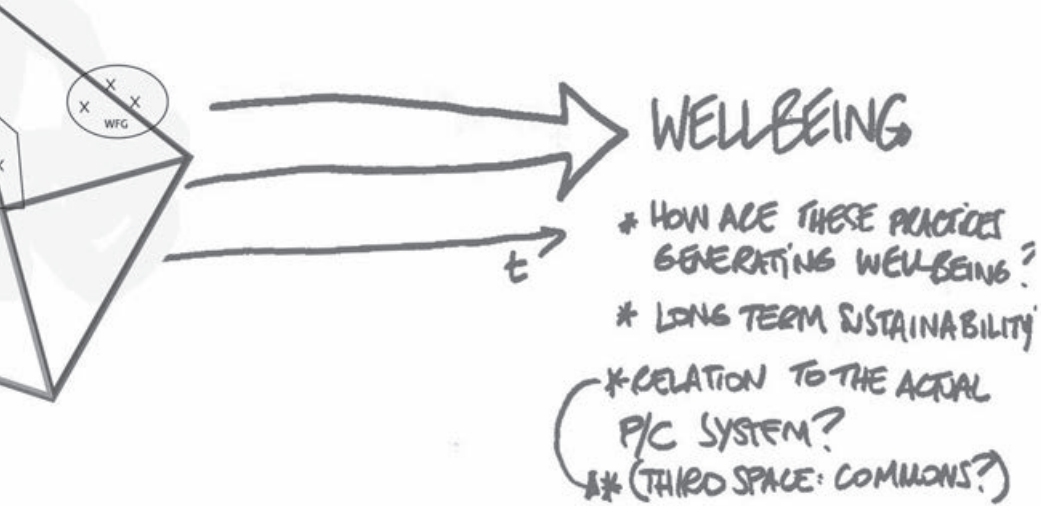 X
X X
WFG
X
WELLBEING
t
* HOW ARE THESE PRACTICES
GENERATING WELLBEING?
* LONG TERM SUSTAINABILITY
* RELATION TO THE ACTUAL
P/C SYSTEM?
* (THIRD SPACE: COMMONS?)